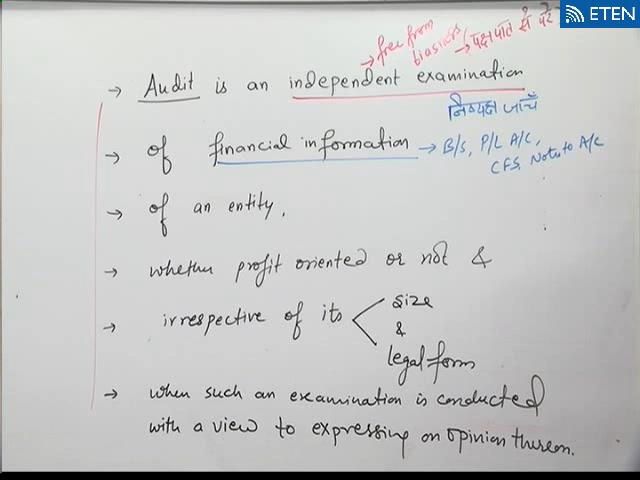 ETEN
→ free from
biasness / → पक्षपात से परे
→ Audit is an independent examination
निष्पक्ष जाँच
→ of financial information → B/S, P/L A/C,
CFS, Notes to A/C
→ of an entity,
→ whether profit oriented or not &
→ irrespective of its size
&
legal form
→ when such an examination is conducted
with a view to expressing an opinion thereon.